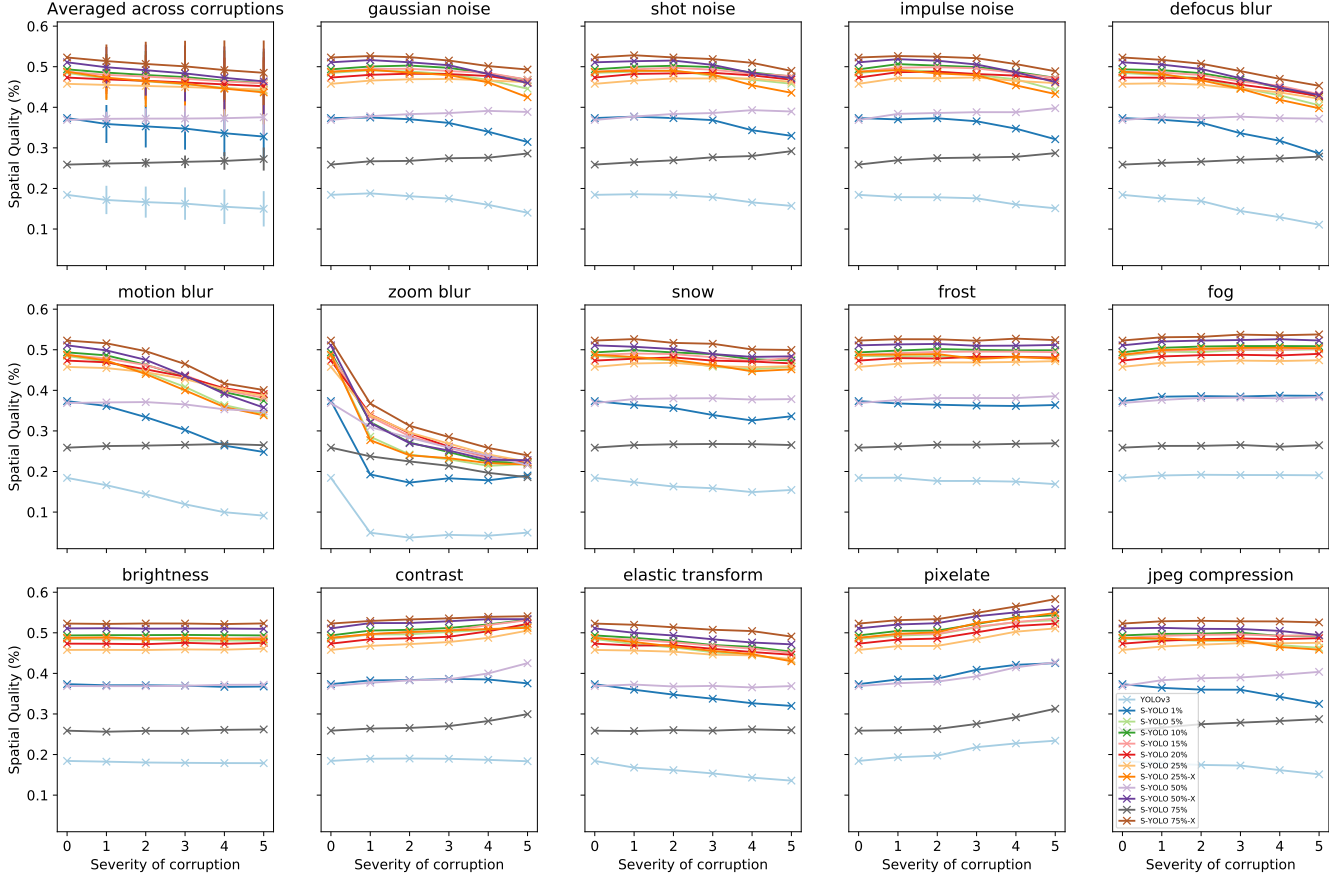 Averaged across corruptions
gaussian noise
shot noise
impulse noise
defocus blur
0.6
0.5
0.4
0.3
0.2
0.1
Spatial Quality (%)
motion blur
zoom blur
snow
frost
fog
0.6
0.5
0.4
0.3
0.2
0.1
Spatial Quality (%)
brightness
contrast
elastic transform
pixelate
jpeg compression
0.6
0.5
0.4
0.3
0.2
0.1
Spatial Quality (%)
YOLOv3
S-YOLO 1%
S-YOLO 5%
S-YOLO 10%
S-YOLO 15%
S-YOLO 20%
S-YOLO 25%
S-YOLO 25%-X
S-YOLO 50%
S-YOLO 50%-X
S-YOLO 75%
S-YOLO 75%-X
0 1 2 3 4 5
0 1 2 3 4 5
0 1 2 3 4 5
0 1 2 3 4 5
0 1 2 3 4 5
Severity of corruption
Severity of corruption
Severity of corruption
Severity of corruption
Severity of corruption